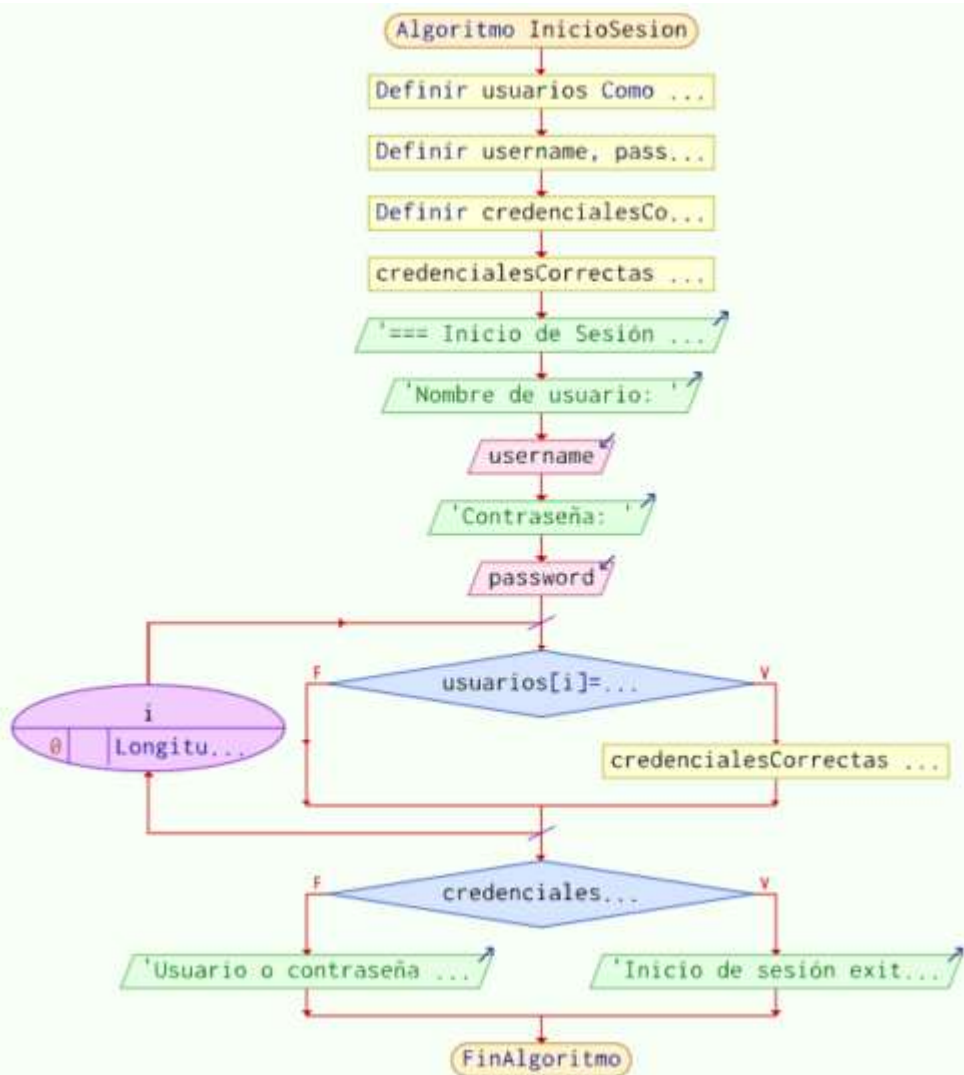 Algoritmo InicioSesion
Definir usuarios Como ...
Definir username, pass...
Definir credencialesCo...
credencialesCorrectas ...
'=== Inicio de Sesión ...
'Nombre de usuario: '
username
'Contraseña: '
password
F
usuarios[i]=...
V
i
0
Longitu...
credencialesCorrectas ...
F
credenciales...
V
'Usuario o contraseña ...
'Inicio de sesión exit...
FinAlgoritmo